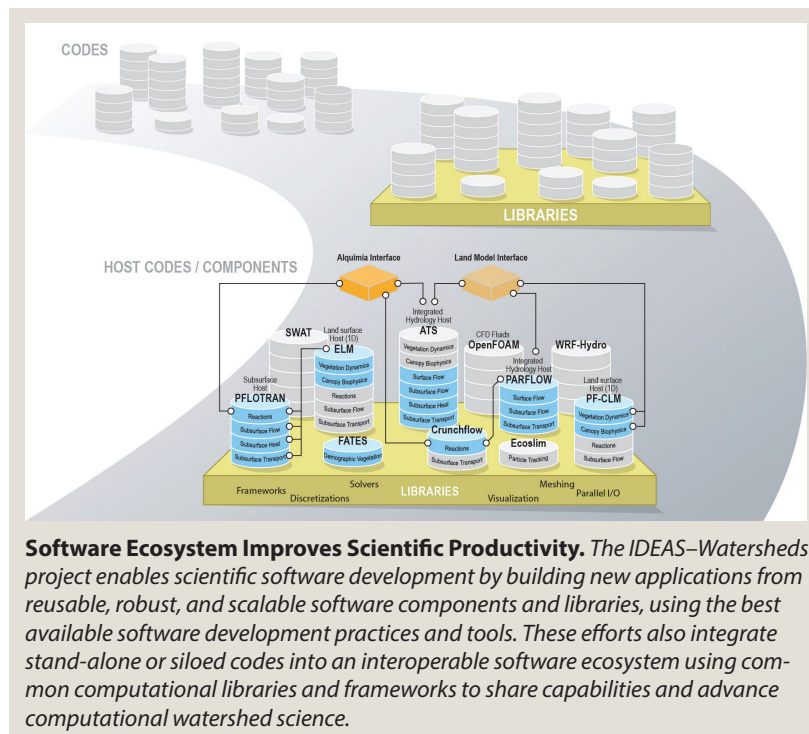 CODES
LIBRARIES
HOST CODES / COMPONENTS
Alquimia Interface
Land Model Interface
SWAT
Land surface
Host (1D)
ELM
Vegetation Dynamics
Canopy Biophysics
Reactions
Subsurface Flow
Subsurface Transport
Integrated
Hydrology Host
ATS
Vegetation Dynamics
Canopy Biophysics
Surface Flow
Subsurface Flow
Subsurface Heat
Subsurface Transport
CFD Fluids
OpenFOAM
Integrated
Hydrology Host
PARFLOW
Surface Flow
Subsurface Flow
Subsurface Transport
WRF-Hydro
Land surface
Host (1D)
PF-CLM
Vegetation Dynamics
Canopy Biophysics
Reactions
Subsurface Flow
Subsurface
Host
PFLOTRAN
Reactions
Subsurface Flow
Subsurface Heat
Subsurface Transport
FATES
Demographic Vegetation
Crunchflow
Reactions
Subsurface Transport
Ecoslim
Particle Tracking
Frameworks
Discretizations
Solvers
LIBRARIES
Visualization
Meshing
Parallel I/O
Software Ecosystem Improves Scientific Productivity. The IDEAS–Watersheds
project enables scientific software development by building new applications from
reusable, robust, and scalable software components and libraries, using the best
available software development practices and tools. These efforts also integrate
stand-alone or siloed codes into an interoperable software ecosystem using com-
mon computational libraries and frameworks to share capabilities and advance
computational watershed science.